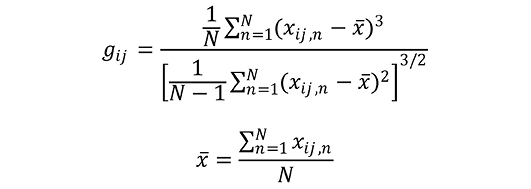 g_{ij} = \frac{\frac{1}{N}\sum_{n=1}^{N}(x_{ij,n} - \bar{x})^3}{\left[\frac{1}{N-1}\sum_{n=1}^{N}(x_{ij,n} - \bar{x})^2\right]^{3/2}}
\bar{x} = \frac{\sum_{n=1}^{N} x_{ij,n}}{N}